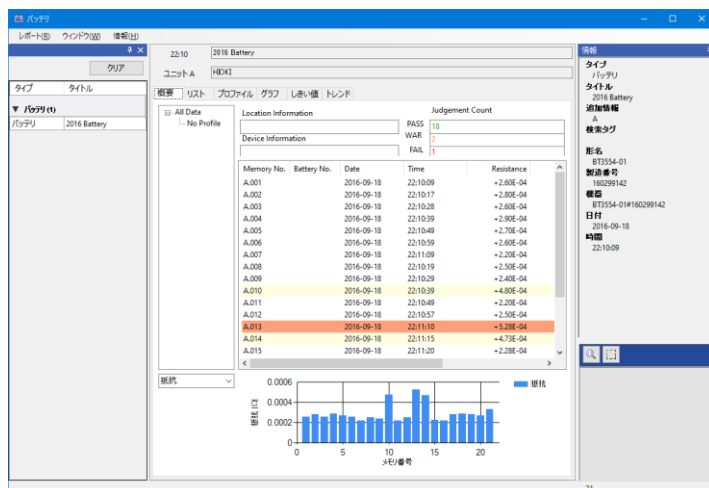 バッテリ
レポート(R) ウィンドウ(W) 情報(H)
クリア
タイプ タイトル
▼ バッテリ (1)
バッテリ 2016 Battery
22:10 2016 Battery
ユニット A HIOKI
概要 リスト プロファイル グラフ しきい値 トレンド
All Data
No Profile
Location Information
Device Information
Judgement Count
PASS 18
WAR 2
FAIL 1
Memory No. Battery No. Date Time Resistance
A.001 2016-09-18 22:10:09 +2.60E-04
A.002 2016-09-18 22:10:17 +2.80E-04
A.003 2016-09-18 22:10:28 +2.60E-04
A.004 2016-09-18 22:10:39 +2.90E-04
A.005 2016-09-18 22:10:49 +2.70E-04
A.006 2016-09-18 22:10:59 +2.60E-04
A.007 2016-09-18 22:11:09 +2.20E-04
A.008 2016-09-18 22:10:19 +2.50E-04
A.009 2016-09-18 22:10:29 +2.40E-04
A.010 2016-09-18 22:10:39 +4.80E-04
A.011 2016-09-18 22:10:49 +2.20E-04
A.012 2016-09-18 22:10:57 +2.50E-04
A.013 2016-09-18 22:11:10 +5.28E-04
A.014 2016-09-18 22:11:15 +4.73E-04
A.015 2016-09-18 22:11:20 +2.28E-04
抵抗
0.0006
0.0004
0.0002
0
抵抗 [Ω]
0 5 10 15 20
メモリ番号
抵抗
情報
タイプ
バッテリ
タイトル
2016 Battery
追加情報
A
検索タグ
形名
BT3554-01
製造番号
160299142
機器
BT3554-01#160299142
日付
2016-09-18
時間
22:10:09